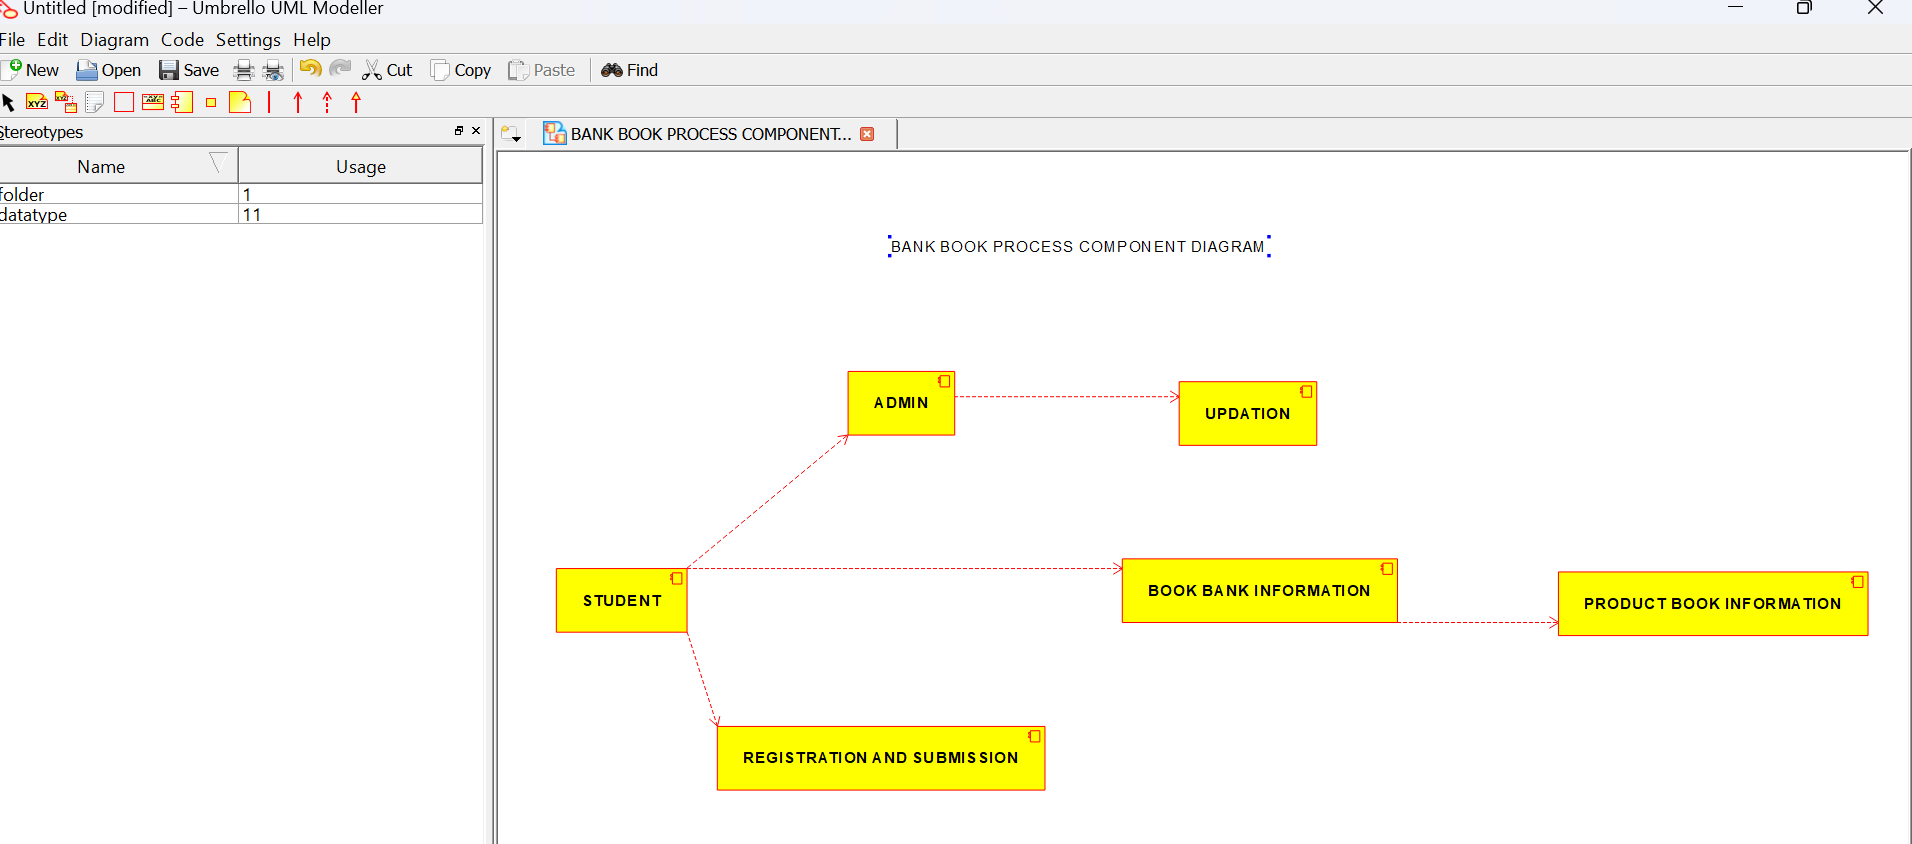 Untitled [modified] – Umbrello UML Modeller
File Edit Diagram Code Settings Help
New Open Save Cut Copy Paste Find
Stereotypes
BANK BOOK PROCESS COMPONENT...
Name Usage
folder 1
datatype 11
BANK BOOK PROCESS COMPONENT DIAGRAM
ADMIN
UPDATION
STUDENT
BOOK BANK INFORMATION
PRODUCT BOOK INFORMATION
REGISTRATION AND SUBMISSION